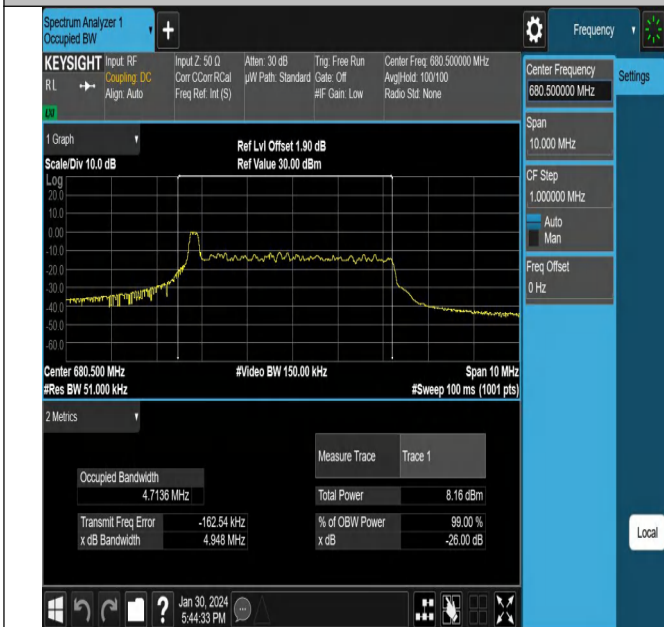 Spectrum Analyzer 1
Occupied BW
Frequency
KEYSIGHT
RL
Input: RF
Coupling: DC
Align: Auto
Input Z: 50 Ω
Corr CCorr RCal
Freq Ref: Int (S)
Atten: 30 dB
µW Path: Standard
Trig: Free Run
Gate: Off
#IF Gain: Low
Center Freq: 680.500000 MHz
Avg|Hold: 100/100
Radio Std: None
Center Frequency
680.500000 MHz
Settings
Span
10.000 MHz
CF Step
1.000000 MHz
Auto
Man
Freq Offset
0 Hz
1 Graph
Scale/Div 10.0 dB
Ref Lvl Offset 1.90 dB
Ref Value 30.00 dBm
Log
20.0
10.0
0.00
-10.0
-20.0
-30.0
-40.0
-50.0
-60.0
Center 680.500 MHz
#Res BW 51.000 kHz
#Video BW 150.00 kHz
Span 10 MHz
#Sweep 100 ms (1001 pts)
2 Metrics
Measure Trace
Trace 1
Occupied Bandwidth
4.7136 MHz
Total Power
8.16 dBm
Transmit Freq Error
-162.54 kHz
% of OBW Power
99.00 %
x dB Bandwidth
4.948 MHz
x dB
-26.00 dB
Local
?
Jan 30, 2024
5:44:33 PM